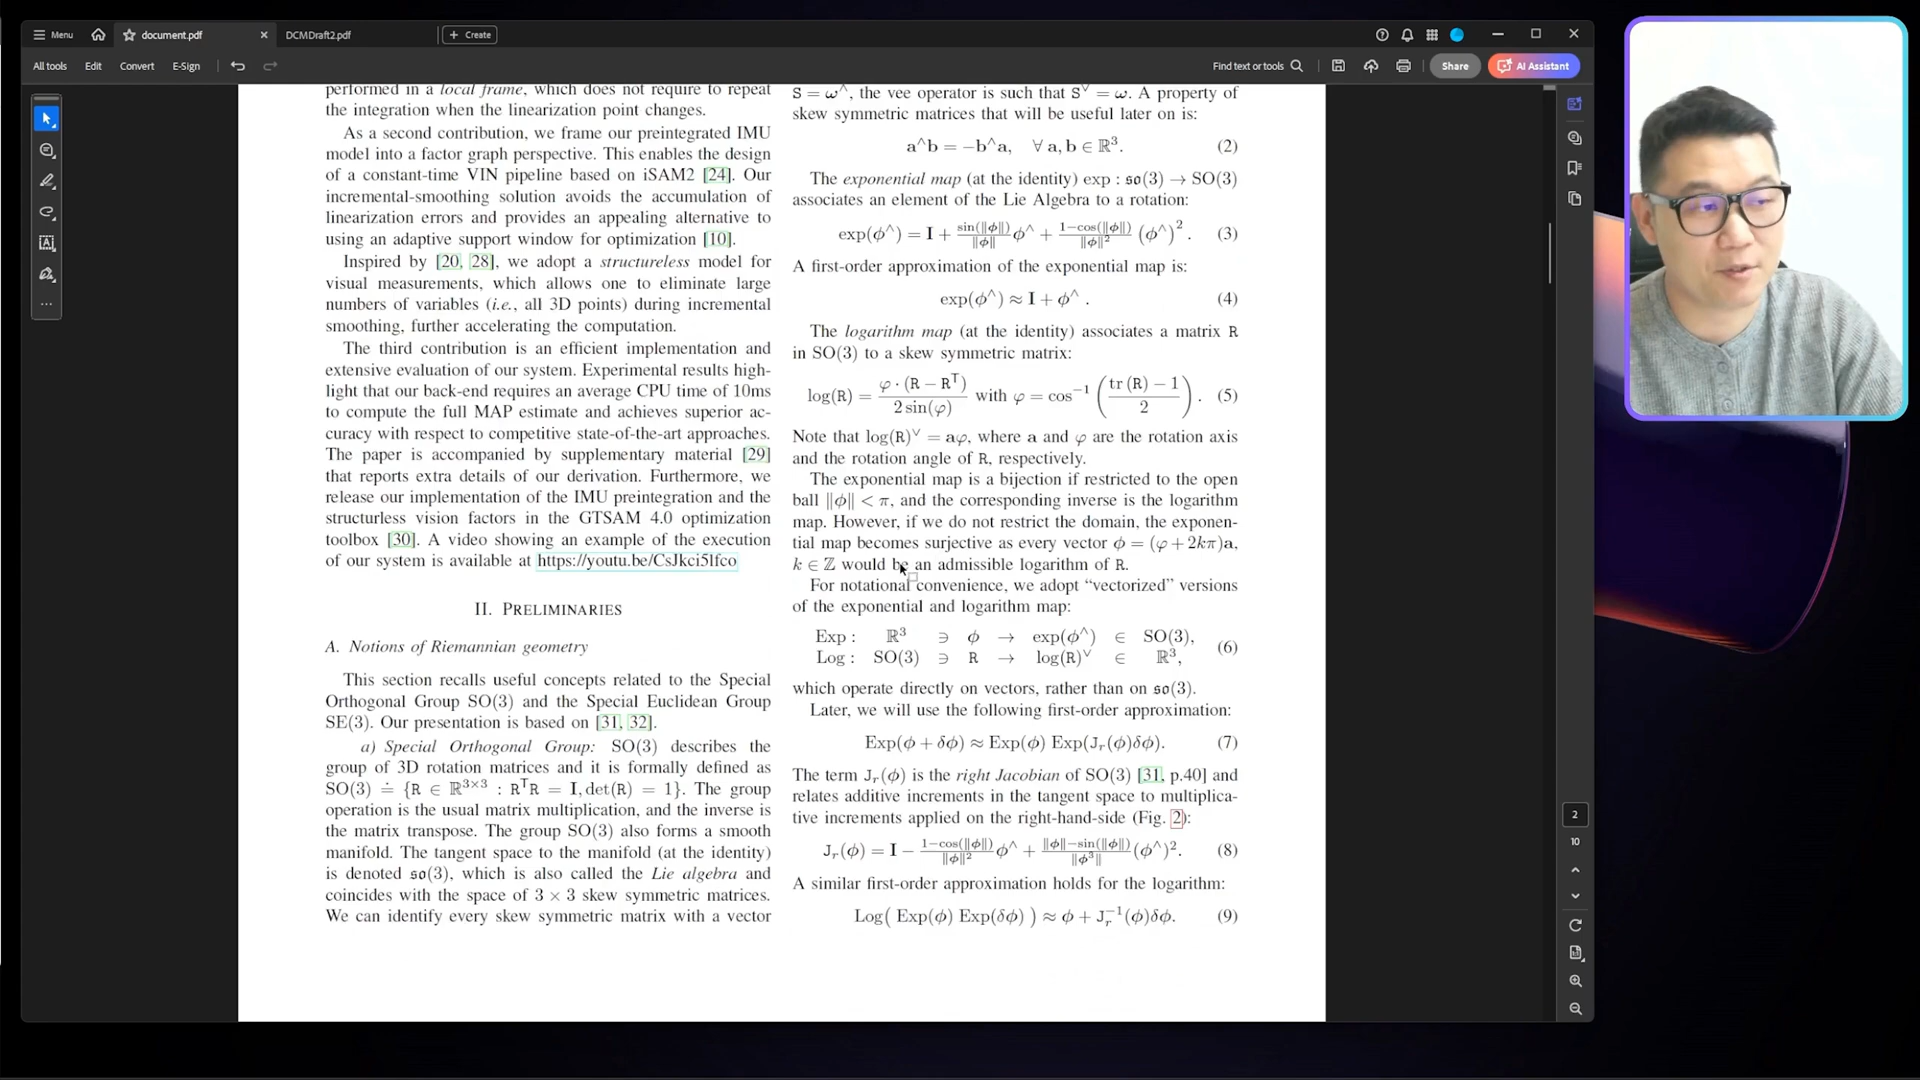 Menu
document.pdf
DCMDraft2.pdf
Create
All tools
Edit
Convert
E-Sign
Find text or tools
Share
AI Assistant
performed in a local frame, which does not require to repeat
the integration when the linearization point changes.
As a second contribution, we frame our preintegrated IMU
model into a factor graph perspective. This enables the design
of a constant-time VIN pipeline based on iSAM2 [24]. Our
incremental-smoothing solution avoids the accumulation of
linearization errors and provides an appealing alternative to
using an adaptive support window for optimization [10].
Inspired by [20, 28], we adopt a structureless model for
visual measurements, which allows one to eliminate large
numbers of variables (i.e., all 3D points) during incremental
smoothing, further accelerating the computation.
The third contribution is an efficient implementation and
extensive evaluation of our system. Experimental results high-
light that our back-end requires an average CPU time of 10ms
to compute the full MAP estimate and achieves superior ac-
curacy with respect to competitive state-of-the-art approaches.
The paper is accompanied by supplementary material [29]
that reports extra details of our derivation. Furthermore, we
release our implementation of the IMU preintegration and the
structurless vision factors in the GTSAM 4.0 optimization
toolbox [30]. A video showing an example of the execution
of our system is available at https://youtu.be/CsJkci5lfco
II. PRELIMINARIES
A. Notions of Riemannian geometry
This section recalls useful concepts related to the Special
Orthogonal Group SO(3) and the Special Euclidean Group
SE(3). Our presentation is based on [31, 32].
a) Special Orthogonal Group: SO(3) describes the
group of 3D rotation matrices and it is formally defined as
SO(3) ≐ {R ∈ ℝ³ˣ³ : RᵀR = I, det(R) = 1}. The group
operation is the usual matrix multiplication, and the inverse is
the matrix transpose. The group SO(3) also forms a smooth
manifold. The tangent space to the manifold (at the identity)
is denoted 𝔰𝔬(3), which is also called the Lie algebra and
coincides with the space of 3 × 3 skew symmetric matrices.
We can identify every skew symmetric matrix with a vector
S = ω^, the vee operator is such that S^∨ = ω. A property of
skew symmetric matrices that will be useful later on is:
a^b = −b^a, ∀ a, b ∈ ℝ³. (2)
The exponential map (at the identity) exp : 𝔰𝔬(3) → SO(3)
associates an element of the Lie Algebra to a rotation:
exp(ϕ^) = I + sin(‖ϕ‖)/‖ϕ‖ ϕ^ + 1−cos(‖ϕ‖)/‖ϕ‖² (ϕ^)². (3)
A first-order approximation of the exponential map is:
exp(ϕ^) ≈ I + ϕ^ . (4)
The logarithm map (at the identity) associates a matrix R
in SO(3) to a skew symmetric matrix:
log(R) = φ · (R − Rᵀ) / 2 sin(φ) with φ = cos⁻¹ ( tr (R) − 1 / 2 ). (5)
Note that log(R)^∨ = aφ, where a and φ are the rotation axis
and the rotation angle of R, respectively.
The exponential map is a bijection if restricted to the open
ball ‖ϕ‖ < π, and the corresponding inverse is the logarithm
map. However, if we do not restrict the domain, the exponen-
tial map becomes surjective as every vector ϕ = (φ + 2kπ)a,
k ∈ ℤ would be an admissible logarithm of R.
For notational convenience, we adopt “vectorized” versions
of the exponential and logarithm map:
Exp : ℝ³ ∋ ϕ → exp(ϕ^) ∈ SO(3),
Log : SO(3) ∋ R → log(R)^∨ ∈ ℝ³, (6)
which operate directly on vectors, rather than on 𝔰𝔬(3).
Later, we will use the following first-order approximation:
Exp(ϕ + δϕ) ≈ Exp(ϕ) Exp(Jᵣ(ϕ)δϕ). (7)
The term Jᵣ(ϕ) is the right Jacobian of SO(3) [31, p.40] and
relates additive increments in the tangent space to multiplica-
tive increments applied on the right-hand-side (Fig. 2):
Jᵣ(ϕ) = I − 1−cos(‖ϕ‖)/‖ϕ‖² ϕ^ + ‖ϕ‖−sin(‖ϕ‖)/‖ϕ³‖ (ϕ^)². (8)
A similar first-order approximation holds for the logarithm:
Log( Exp(ϕ) Exp(δϕ) ) ≈ ϕ + Jᵣ⁻¹(ϕ)δϕ. (9)
2
10